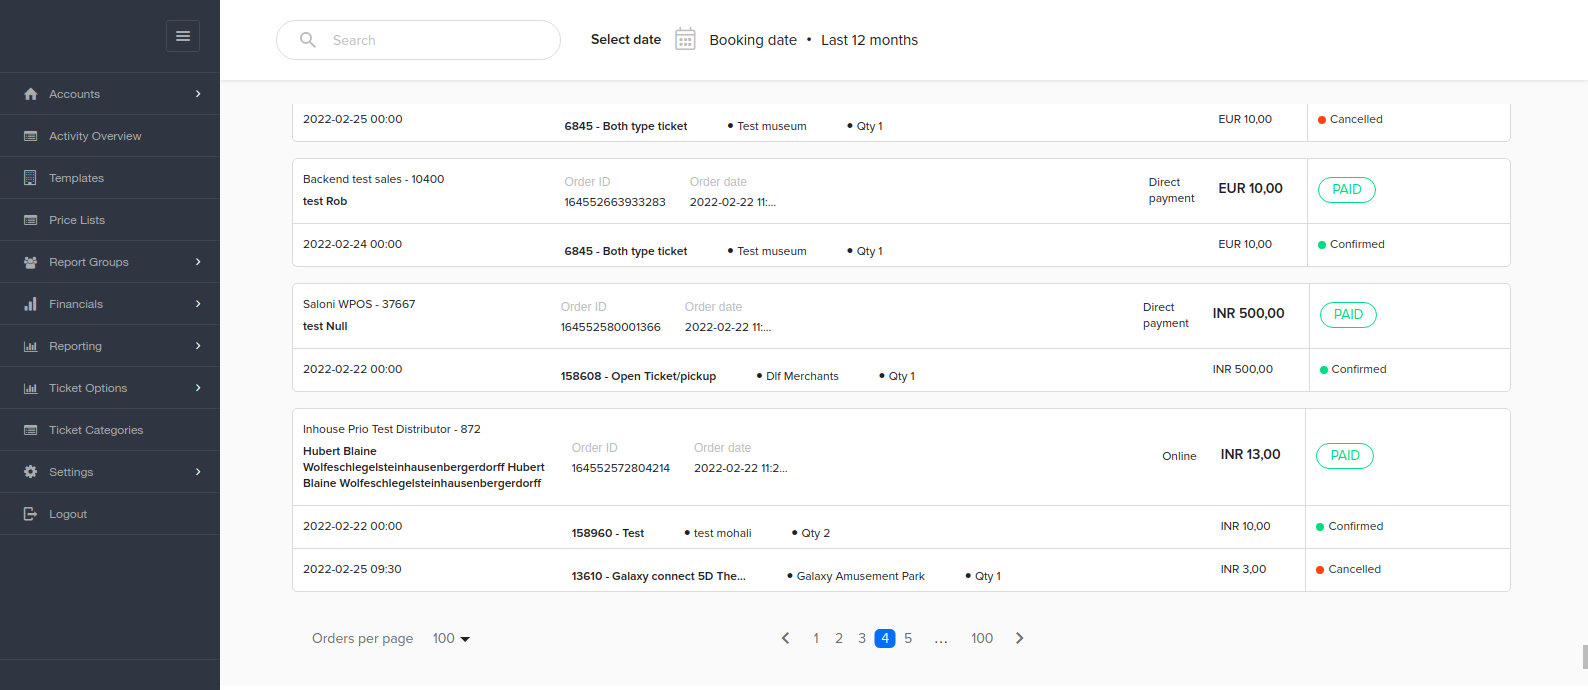 Search
Select date
Booking date • Last 12 months
Accounts
Activity Overview
Templates
Price Lists
Report Groups
Financials
Reporting
Ticket Options
Ticket Categories
Settings
Logout
2022-02-25 00:00 6845 - Both type ticket • Test museum • Qty 1 EUR 10,00 Cancelled
Backend test sales - 10400
test Rob
Order ID
164552663933283
Order date
2022-02-22 11:...
Direct
payment
EUR 10,00
PAID
2022-02-24 00:00 6845 - Both type ticket • Test museum • Qty 1 EUR 10,00 Confirmed
Saloni WPOS - 37667
test Null
Order ID
164552580001366
Order date
2022-02-22 11:...
Direct
payment
INR 500,00
PAID
2022-02-22 00:00 158608 - Open Ticket/pickup • Dlf Merchants • Qty 1 INR 500,00 Confirmed
Inhouse Prio Test Distributor - 872
Hubert Blaine
Wolfeschlegelsteinhausenbergerdorff Hubert
Blaine Wolfeschlegelsteinhausenbergerdorff
Order ID
164552572804214
Order date
2022-02-22 11:2...
Online
INR 13,00
PAID
2022-02-22 00:00 158960 - Test • test mohali • Qty 2 INR 10,00 Confirmed
2022-02-25 09:30 13610 - Galaxy connect 5D The... • Galaxy Amusement Park • Qty 1 INR 3,00 Cancelled
Orders per page 100
1 2 3 4 5 ... 100